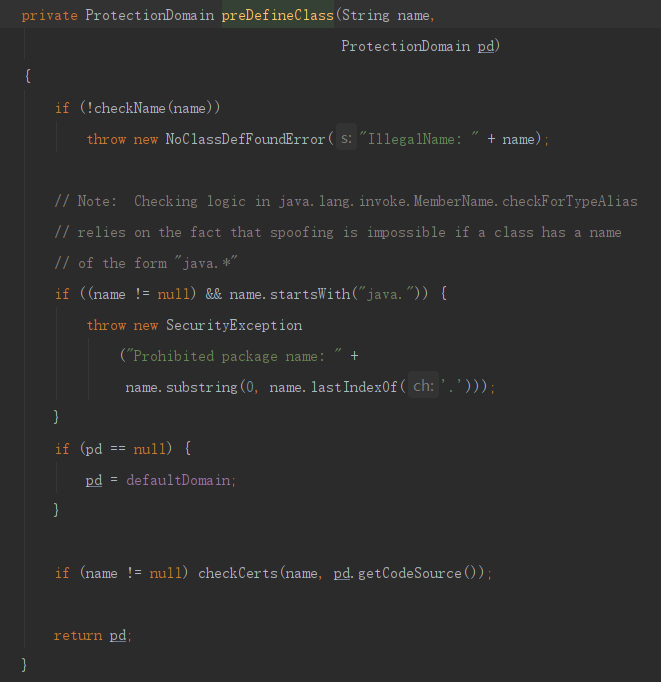 private ProtectionDomain preDefineClass(String name,
                                        ProtectionDomain pd)
{
    if (!checkName(name))
        throw new NoClassDefFoundError( s: "IllegalName: " + name);

    // Note:  Checking logic in java.lang.invoke.MemberName.checkForTypeAlias
    // relies on the fact that spoofing is impossible if a class has a name
    // of the form "java.*"
    if ((name != null) && name.startsWith("java.")) {
        throw new SecurityException
            ("Prohibited package name: " +
             name.substring(0, name.lastIndexOf( ch: '.')));
    }
    if (pd == null) {
        pd = defaultDomain;
    }

    if (name != null) checkCerts(name, pd.getCodeSource());

    return pd;
}